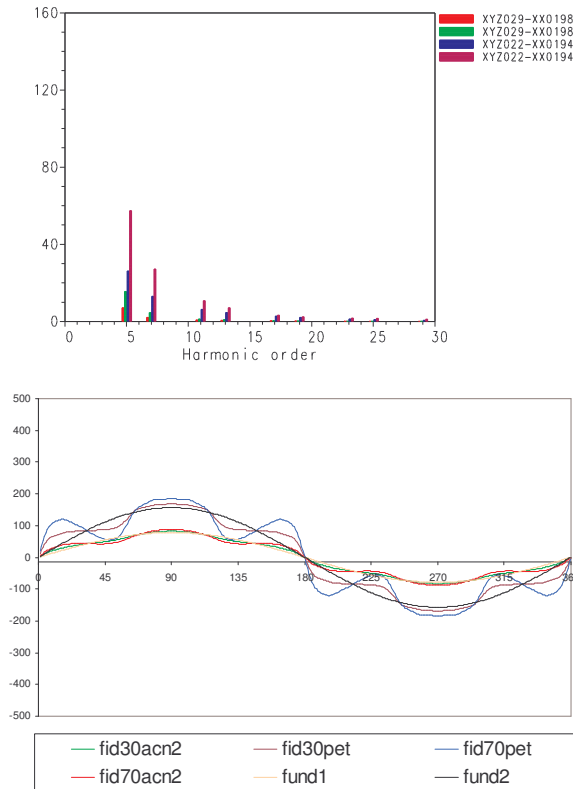 160
120
80
40
0
XYZ029-XX0198
XYZ029-XX0198
XYZ022-XX0194
XYZ022-XX0194
0 5 10 15 20 25 30
Harmonic order
500
400
300
200
100
0
-100
-200
-300
-400
-500
0 45 90 135 180 225 270 315 36
fid30acn2 fid30pet fid70pet
fid70acn2 fund1 fund2